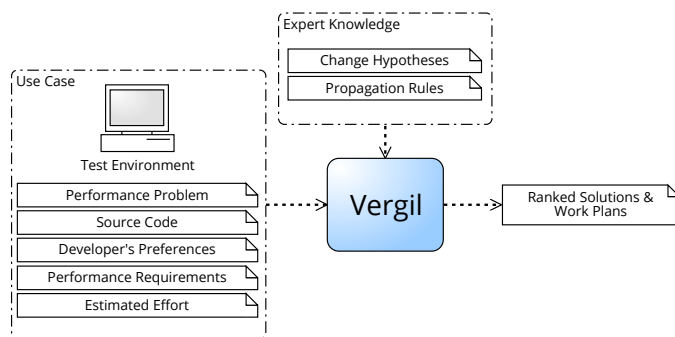 Expert Knowledge
Change Hypotheses
Propagation Rules
Use Case
Test Environment
Performance Problem
Source Code
Developer's Preferences
Performance Requirements
Estimated Effort
Vergil
Ranked Solutions &
Work Plans